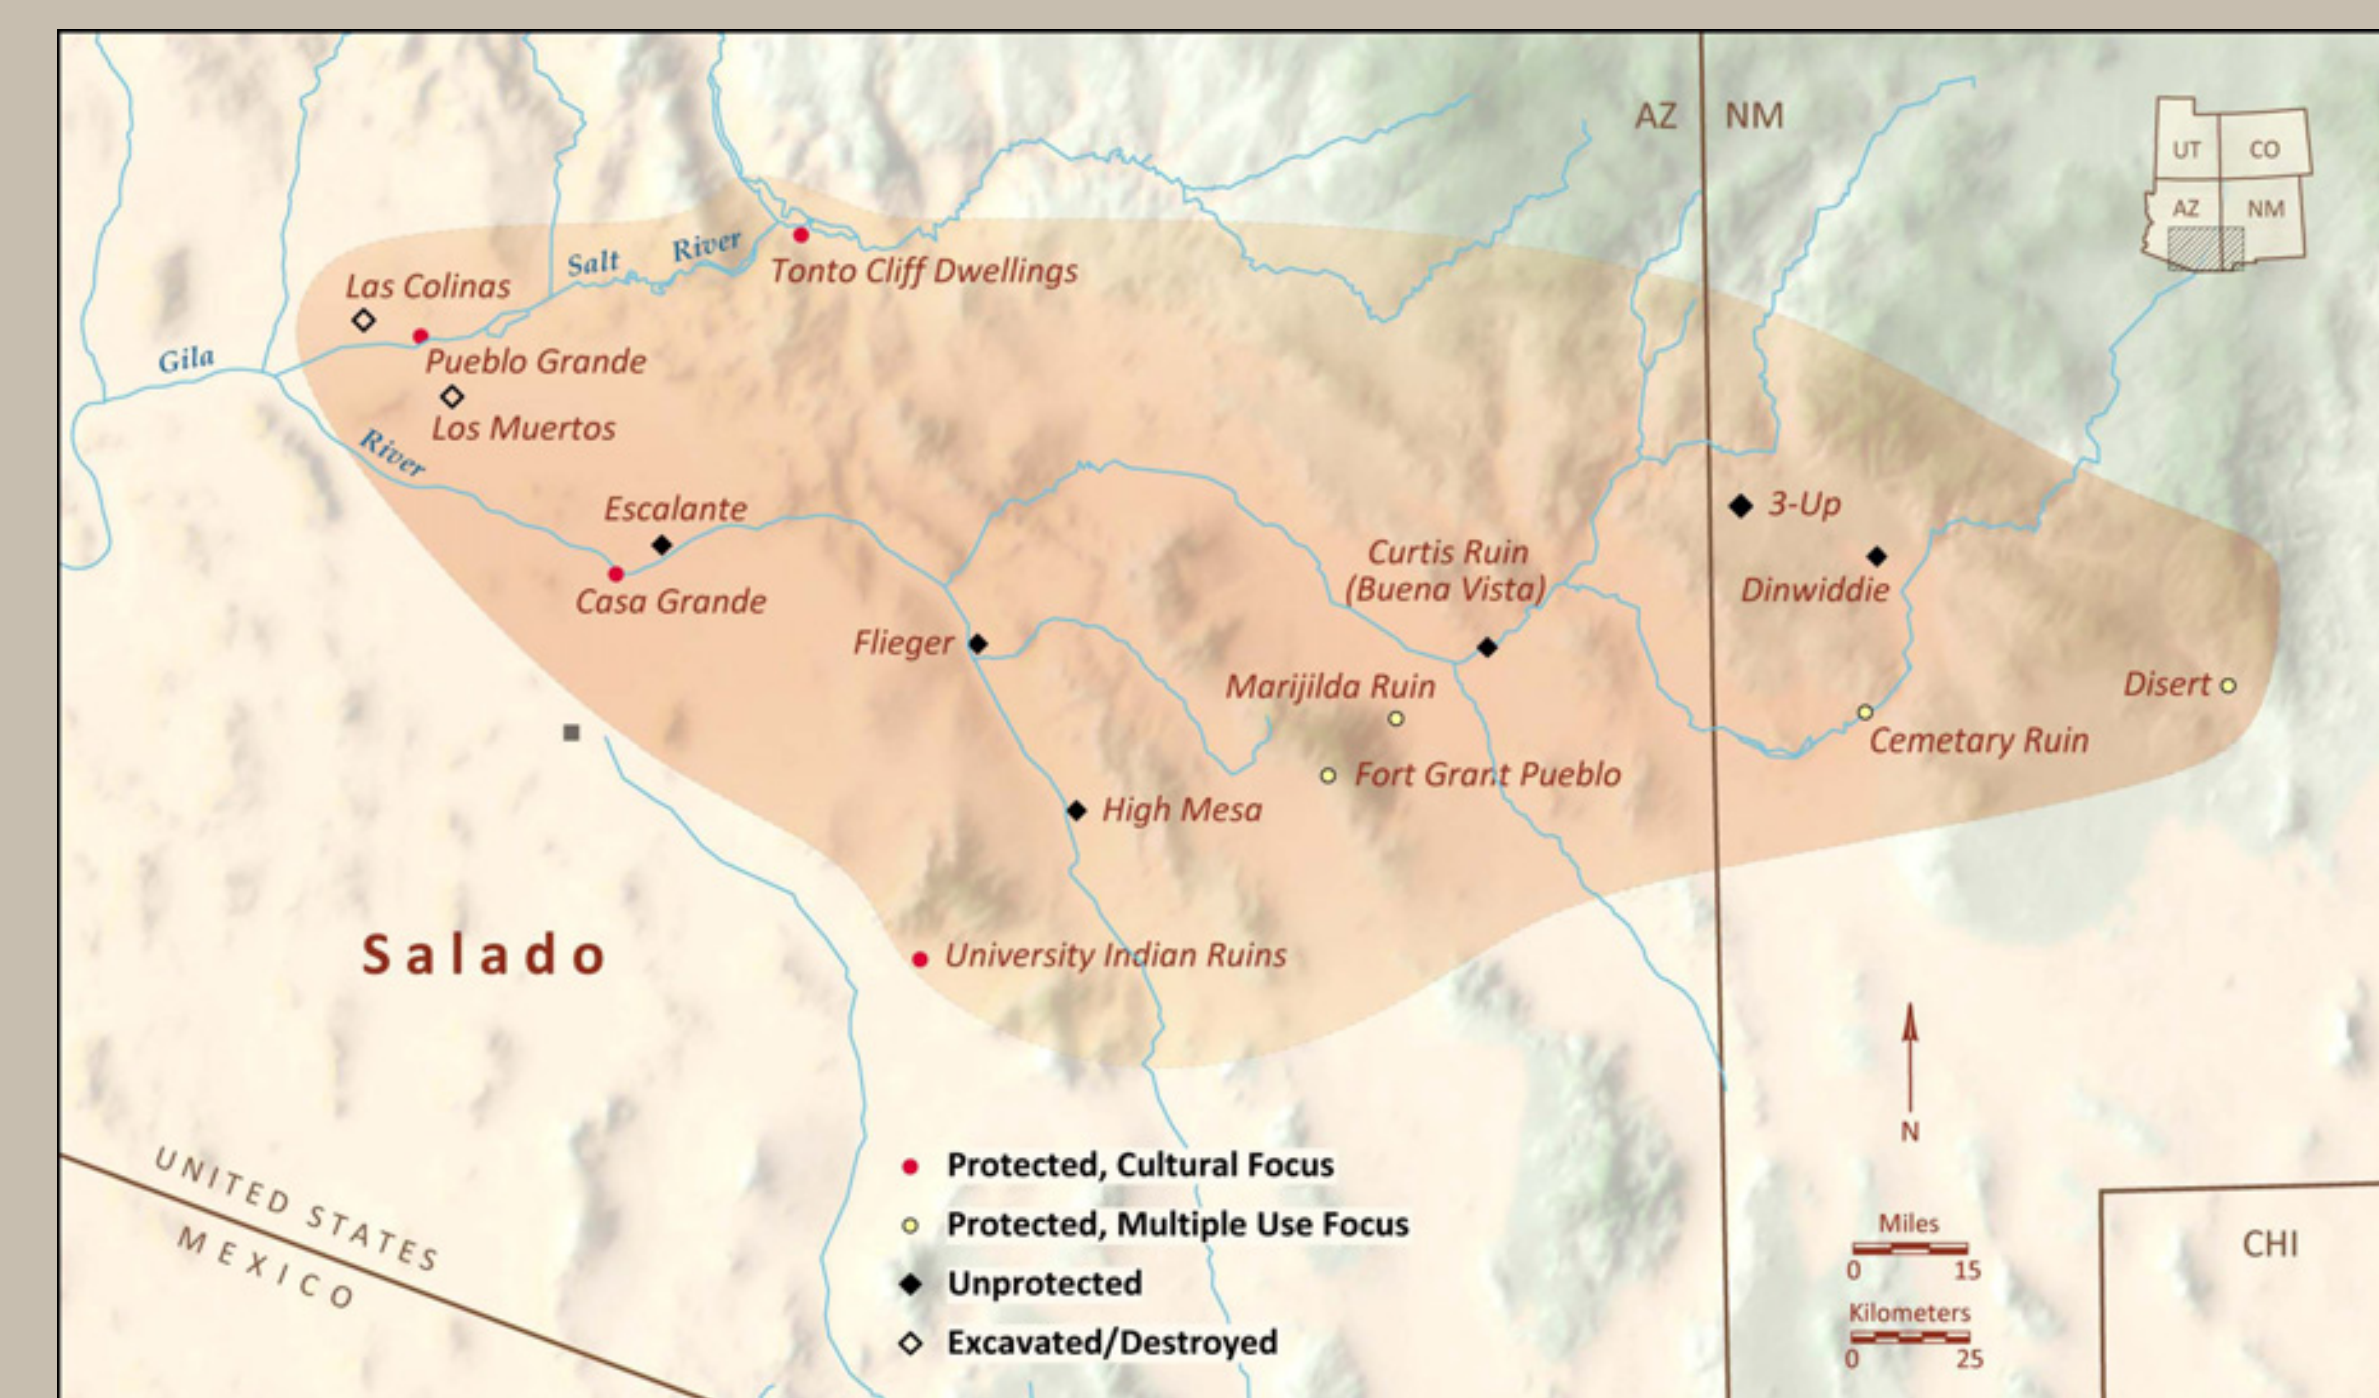 AZ
NM
UT
CO
AZ
NM
Salt River
Tonto Cliff Dwellings
Las Colinas
Pueblo Grande
Gila
Los Muertos
River
Escalante
Casa Grande
3-Up
Curtis Ruin
(Buena Vista)
Dinwiddie
Flieger
Marijilda Ruin
Disert
Cemetary Ruin
Fort Grant Pueblo
High Mesa
Salado
University Indian Ruins
N
UNITED STATES
MEXICO
Protected, Cultural Focus
Protected, Multiple Use Focus
Unprotected
Excavated/Destroyed
Miles
0 15
Kilometers
0 25
CHI